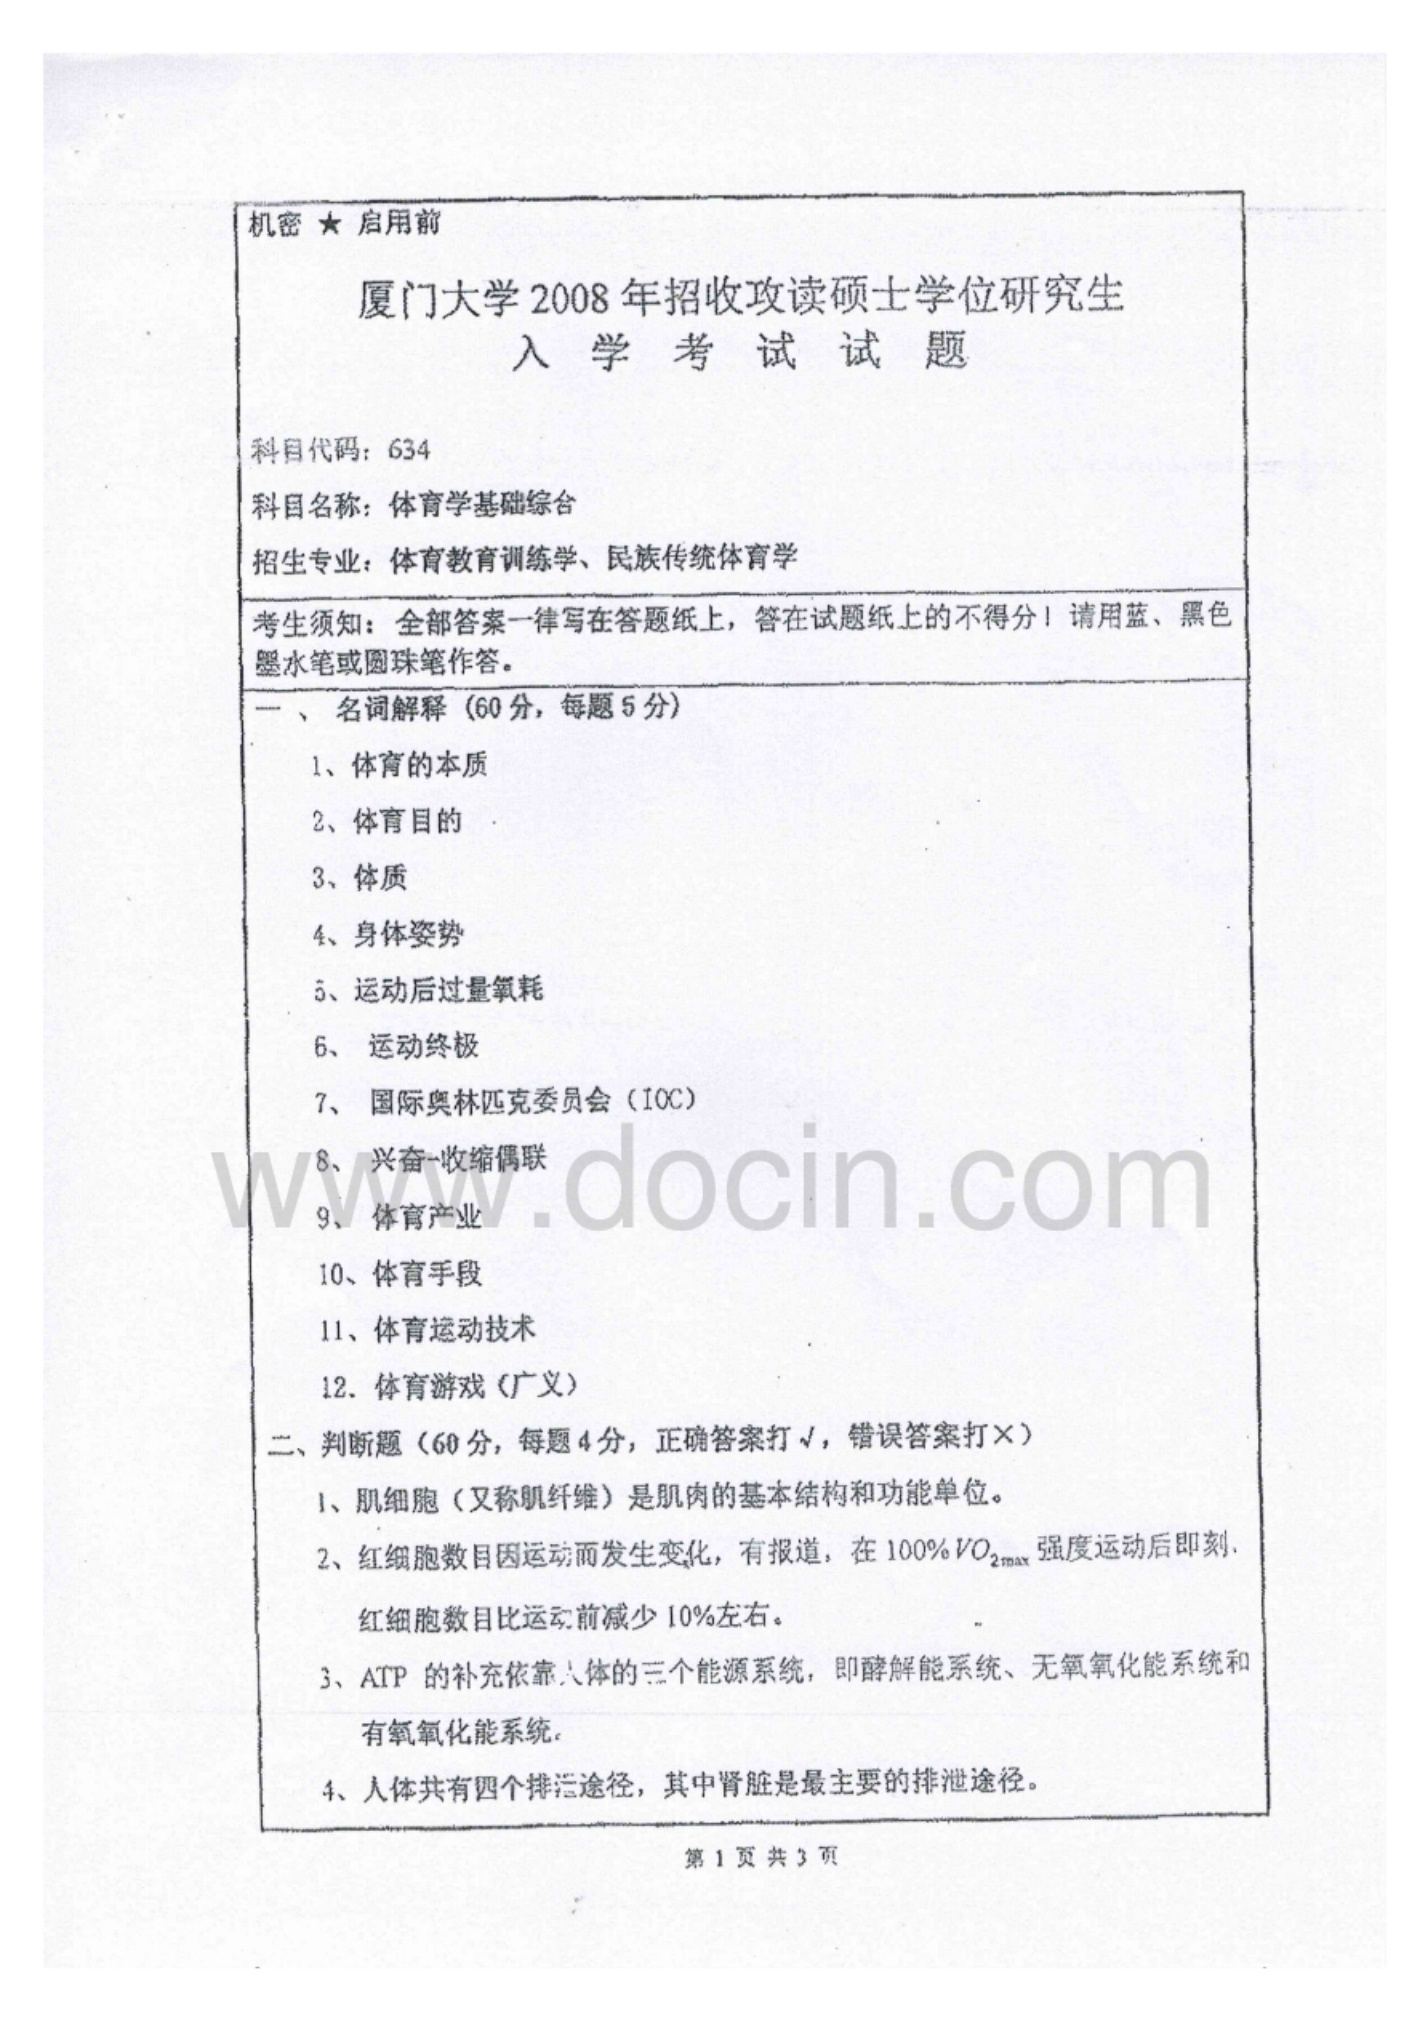 机密 ★ 启用前
厦门大学 2008 年招收攻读硕士学位研究生
入 学 考 试 试 题
科目代码：634
科目名称：体育学基础综合
招生专业：体育教育训练学、民族传统体育学
考生须知：全部答案一律写在答题纸上，答在试题纸上的不得分！请用蓝、黑色
墨水笔或圆珠笔作答。
一 、 名词解释 (60 分，每题 5 分)
1、体育的本质
2、体育目的
3、体质
4、身体姿势
5、运动后过量氧耗
6、 运动终极
7、 国际奥林匹克委员会（IOC）
8、 兴奋-收缩偶联
www.docin.com
9、 体育产业
10、体育手段
11、体育运动技术
12. 体育游戏（广义）
二、判断题（60 分，每题 4 分，正确答案打√，错误答案打×）
1、肌细胞（又称肌纤维）是肌肉的基本结构和功能单位。
2、红细胞数目因运动而发生变化，有报道，在 100%VO2max 强度运动后即刻，
红细胞数目比运动前减少 10%左右。
3、ATP 的补充依靠人体的三个能源系统，即酵解能系统、无氧氧化能系统和
有氧氧化能系统。
4、人体共有四个排泄途径，其中肾脏是最主要的排泄途径。
第 1 页 共 3 页